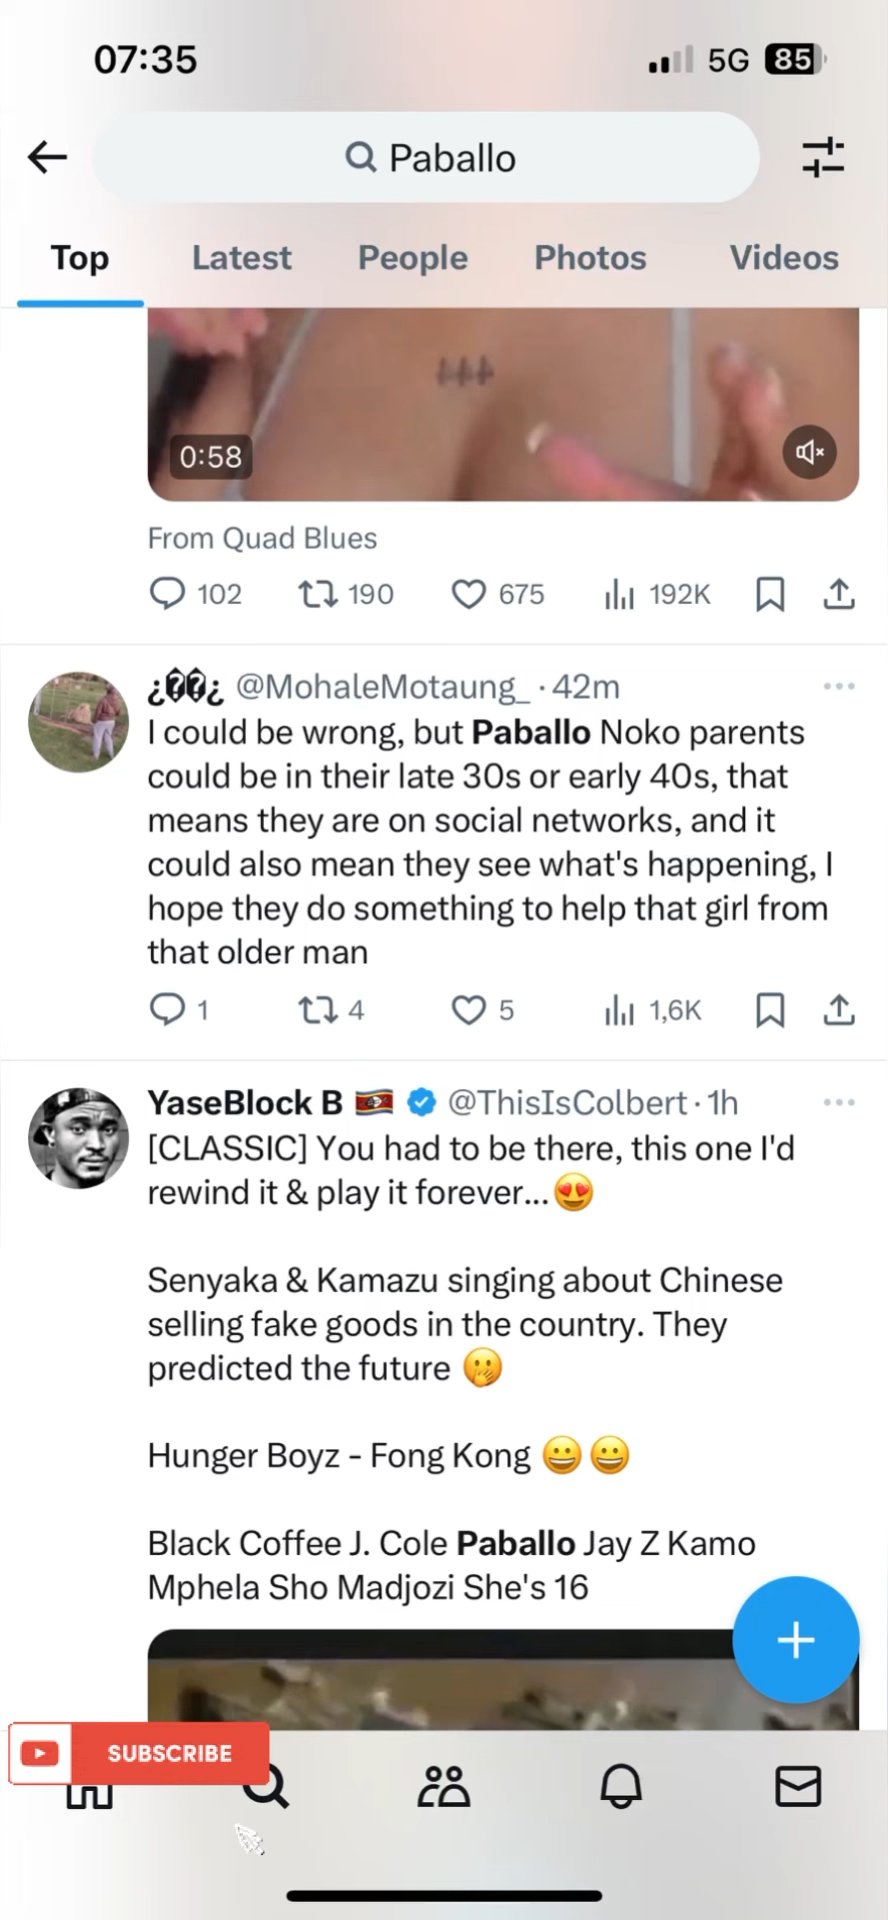 07:35
5G 85
Paballo
Top Latest People Photos Videos
0:58
From Quad Blues
102 190 675 192K
¿��¿ @MohaleMotaung_ · 42m
I could be wrong, but Paballo Noko parents
could be in their late 30s or early 40s, that
means they are on social networks, and it
could also mean they see what's happening, I
hope they do something to help that girl from
that older man
1 4 5 1,6K
YaseBlock B 🇸🇿 @ThisIsColbert · 1h
[CLASSIC] You had to be there, this one I'd
rewind it & play it forever...😍
Senyaka & Kamazu singing about Chinese
selling fake goods in the country. They
predicted the future 🤭
Hunger Boyz - Fong Kong 😀😀
Black Coffee J. Cole Paballo Jay Z Kamo
Mphela Sho Madjozi She's 16
SUBSCRIBE